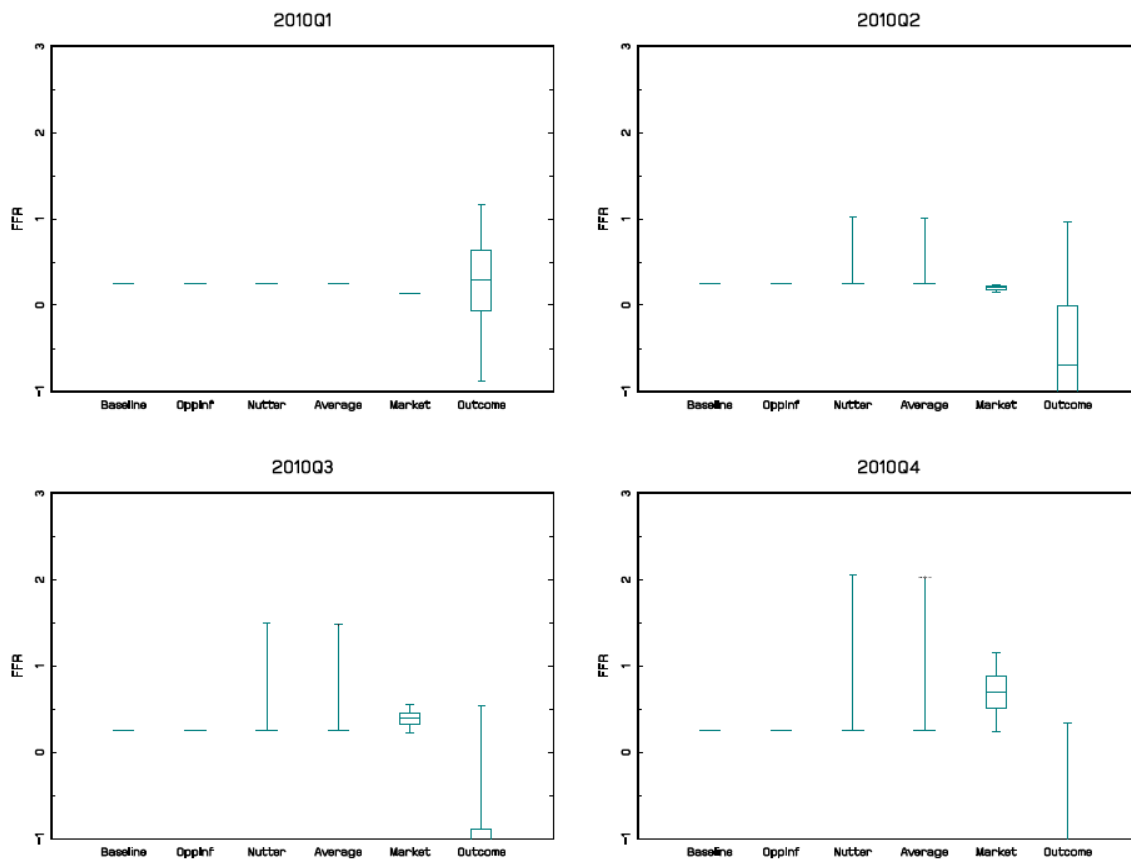 2010Q1
3
2
1
0
-1
FFR
Baseline OppInf Nutter Average Market Outcome
2010Q2
3
2
1
0
-1
FFR
Baseline OppInf Nutter Average Market Outcome
2010Q3
3
2
1
0
-1
FFR
Baseline OppInf Nutter Average Market Outcome
2010Q4
3
2
1
0
-1
FFR
Baseline OppInf Nutter Average Market Outcome